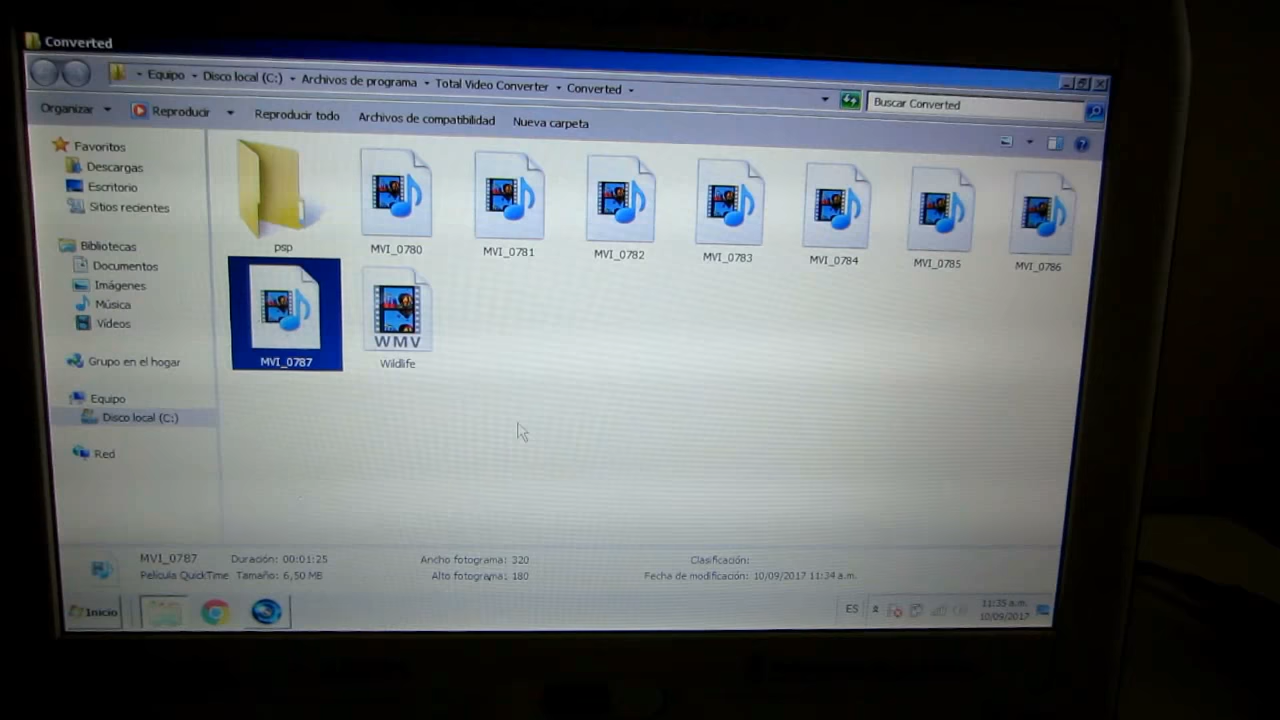 Converted
Equipo Disco local (C:) Archivos de programa Total Video Converter Converted
Buscar Converted
Organizar Reproducir Reproducir todo Archivos de compatibilidad Nueva carpeta
Favoritos
Descargas
Escritorio
Sitios recientes
Bibliotecas
Documentos
Imágenes
Música
Vídeos
Grupo en el hogar
Equipo
Disco local (C:)
Red
psp
MVI_0780
MVI_0781
MVI_0782
MVI_0783
MVI_0784
MVI_0785
MVI_0786
MVI_0787
WMV
Wildlife
MVI_0787 Duración: 00:01:25 Ancho fotograma: 320 Clasificación:
Película QuickTime Tamaño: 6,50 MB Alto fotograma: 180 Fecha de modificación: 10/09/2017 11:34 a.m.
Inicio
ES
11:35 a.m.
10/09/2017